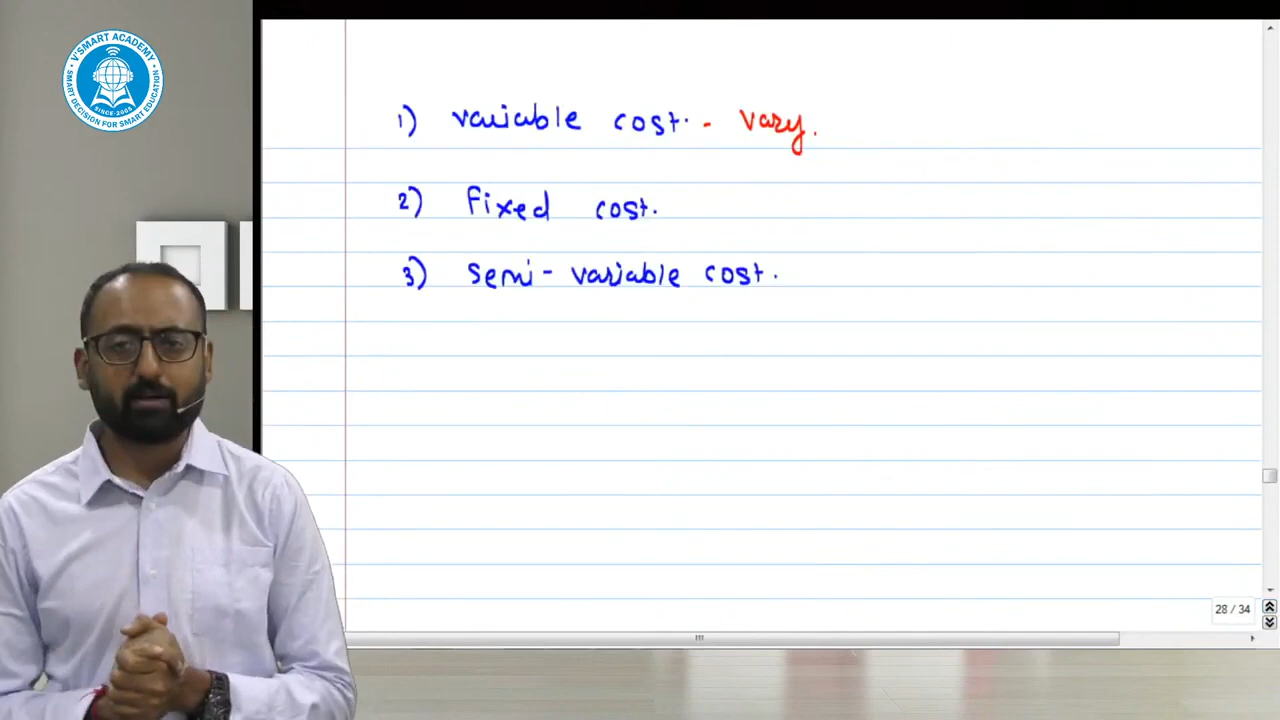 V'SMART ACADEMY
SMART DECISION FOR SMART EDUCATION
SINCE-2005
1) variable cost. - vary.
2) Fixed cost.
3) Semi-variable cost.
28 / 34